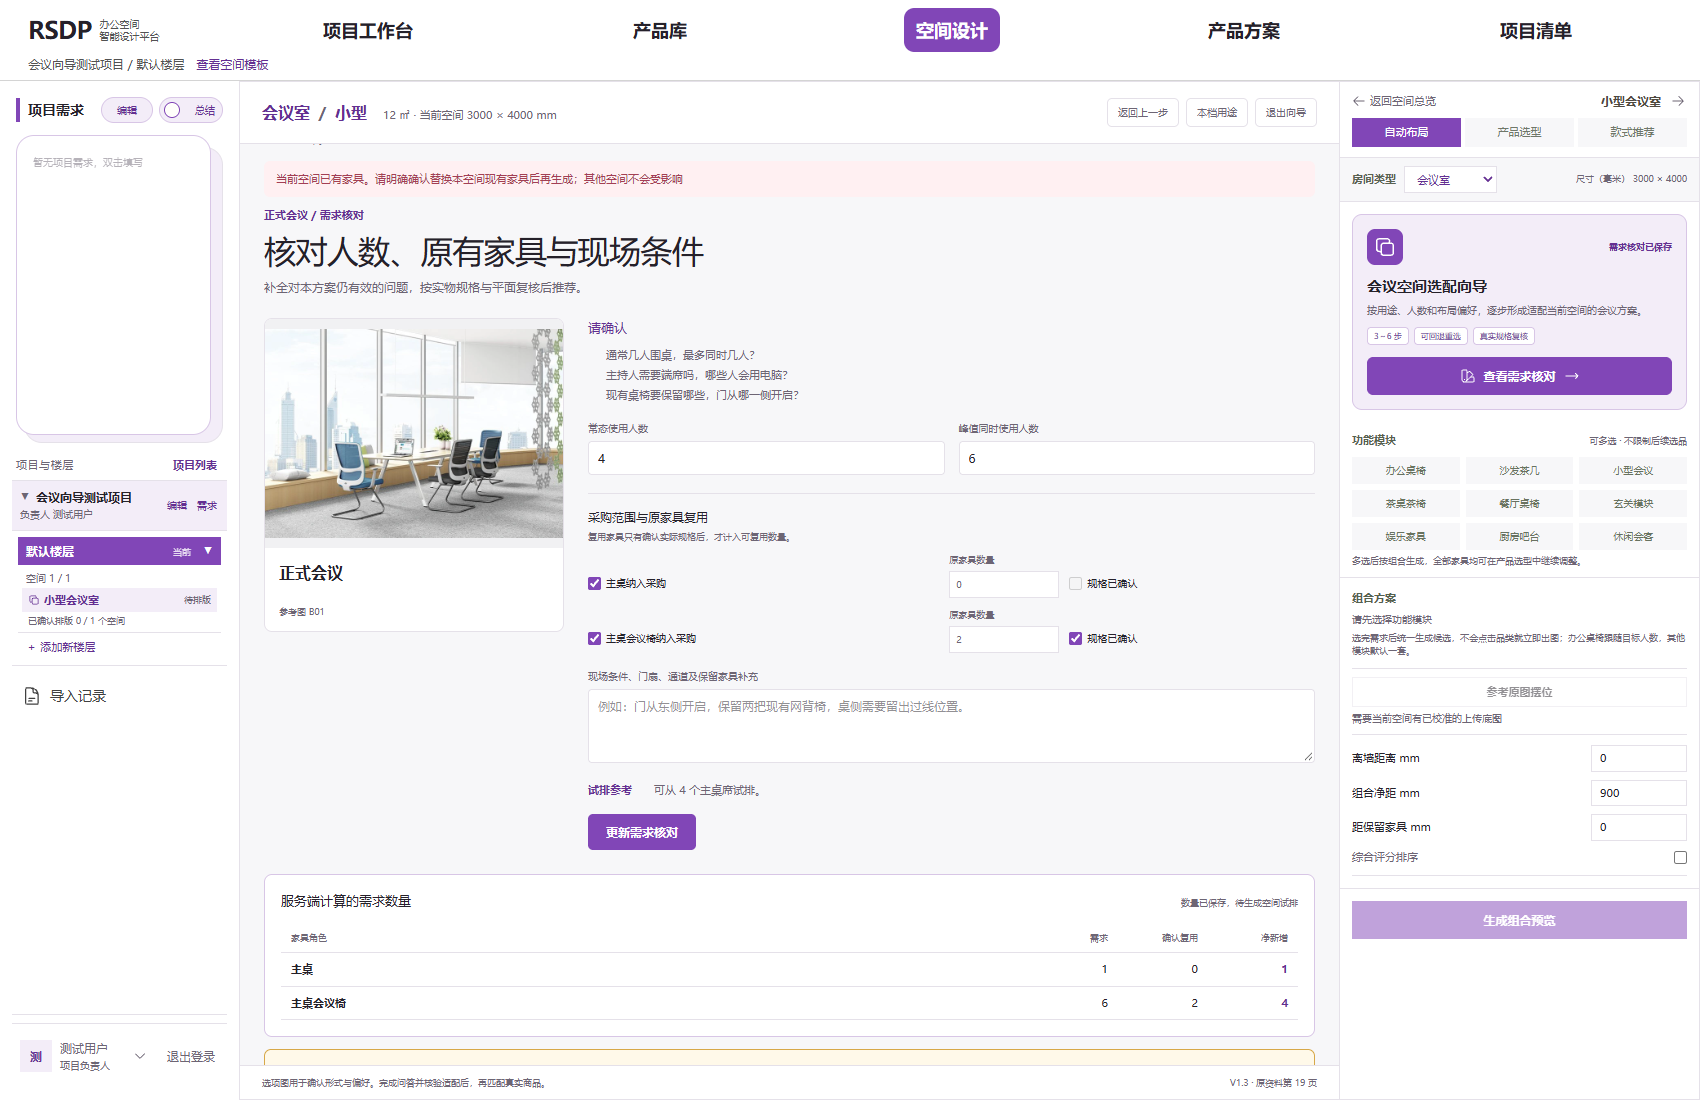 RSDP 办公空间
智能设计平台
项目工作台
产品库
空间设计
产品方案
项目清单
会议向导测试项目 / 默认楼层 查看空间模板
项目需求
编辑
总结
暂无项目需求，双击填写
项目与楼层
项目列表
▼ 会议向导测试项目
负责人 测试用户
编辑 需求
默认楼层
当前 ▼
空间 1 / 1
小型会议室
待排版
已确认排版 0 / 1 个空间
+ 添加新楼层
导入记录
测
测试用户
项目负责人
退出登录
会议室 / 小型
12 ㎡ · 当前空间 3000 × 4000 mm
返回上一步
本档用途
退出向导
当前空间已有家具。请明确确认替换本空间现有家具后再生成；其他空间不会受影响
正式会议 / 需求核对
核对人数、原有家具与现场条件
补全对本方案仍有效的问题，按实物规格与平面复核后推荐。
正式会议
参考图 B01
请确认
通常几人围桌，最多同时几人？
主持人需要端席吗，哪些人会用电脑？
现有桌椅要保留哪些，门从哪一侧开启？
常态使用人数
峰值同时使用人数
4
6
采购范围与原家具复用
复用家具只有确认实际规格后，才计入可复用数量。
原家具数量
主桌纳入采购
0
规格已确认
原家具数量
主桌会议椅纳入采购
2
规格已确认
现场条件、门扇、通道及保留家具补充
例如：门从东侧开启，保留两把现有网背椅，桌侧需要留出过线位置。
试排参考 可从 4 个主桌席试排。
更新需求核对
服务端计算的需求数量
数量已保存，待生成空间试排
家具角色 需求 确认复用 净新增
主桌 1 0 1
主桌会议椅 6 2 4
选项图用于确认形式与偏好。完成问答并核验适配后，再匹配真实商品。
V1.3 · 原资料第 19 页
← 返回空间总览
小型会议室 →
自动布局
产品选型
款式推荐
房间类型
会议室
尺寸（毫米） 3000 × 4000
需求核对已保存
会议空间选配向导
按用途、人数和布局偏好，逐步形成适配当前空间的会议方案。
3 – 6 步
可回退重选
真实规格复核
查看需求核对 →
功能模块
可多选 · 不限制后续选品
办公桌椅
沙发茶几
小型会议
茶桌茶椅
餐厅桌椅
玄关模块
娱乐家具
厨房吧台
休闲会客
多选后按组合生成，全部家具均可在产品选型中继续调整。
组合方案
请先选择功能模块
选完需求后统一生成候选，不会点击品类就立即出图；办公桌椅跟随目标人数，其他
模块默认一套。
参考原图摆位
需要当前空间有已校准的上传底图
离墙距离 mm
0
组合净距 mm
900
距保留家具 mm
0
综合评分排序
生成组合预览